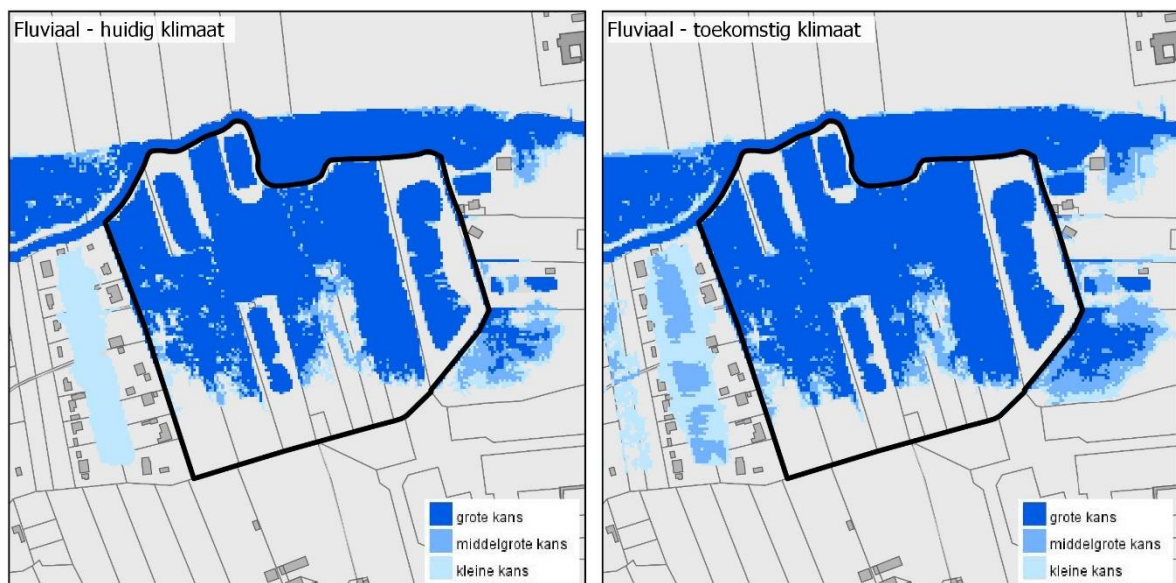 Fluviaal - huidig klimaat
grote kans
middelgrote kans
kleine kans
Fluviaal - toekomstig klimaat
grote kans
middelgrote kans
kleine kans